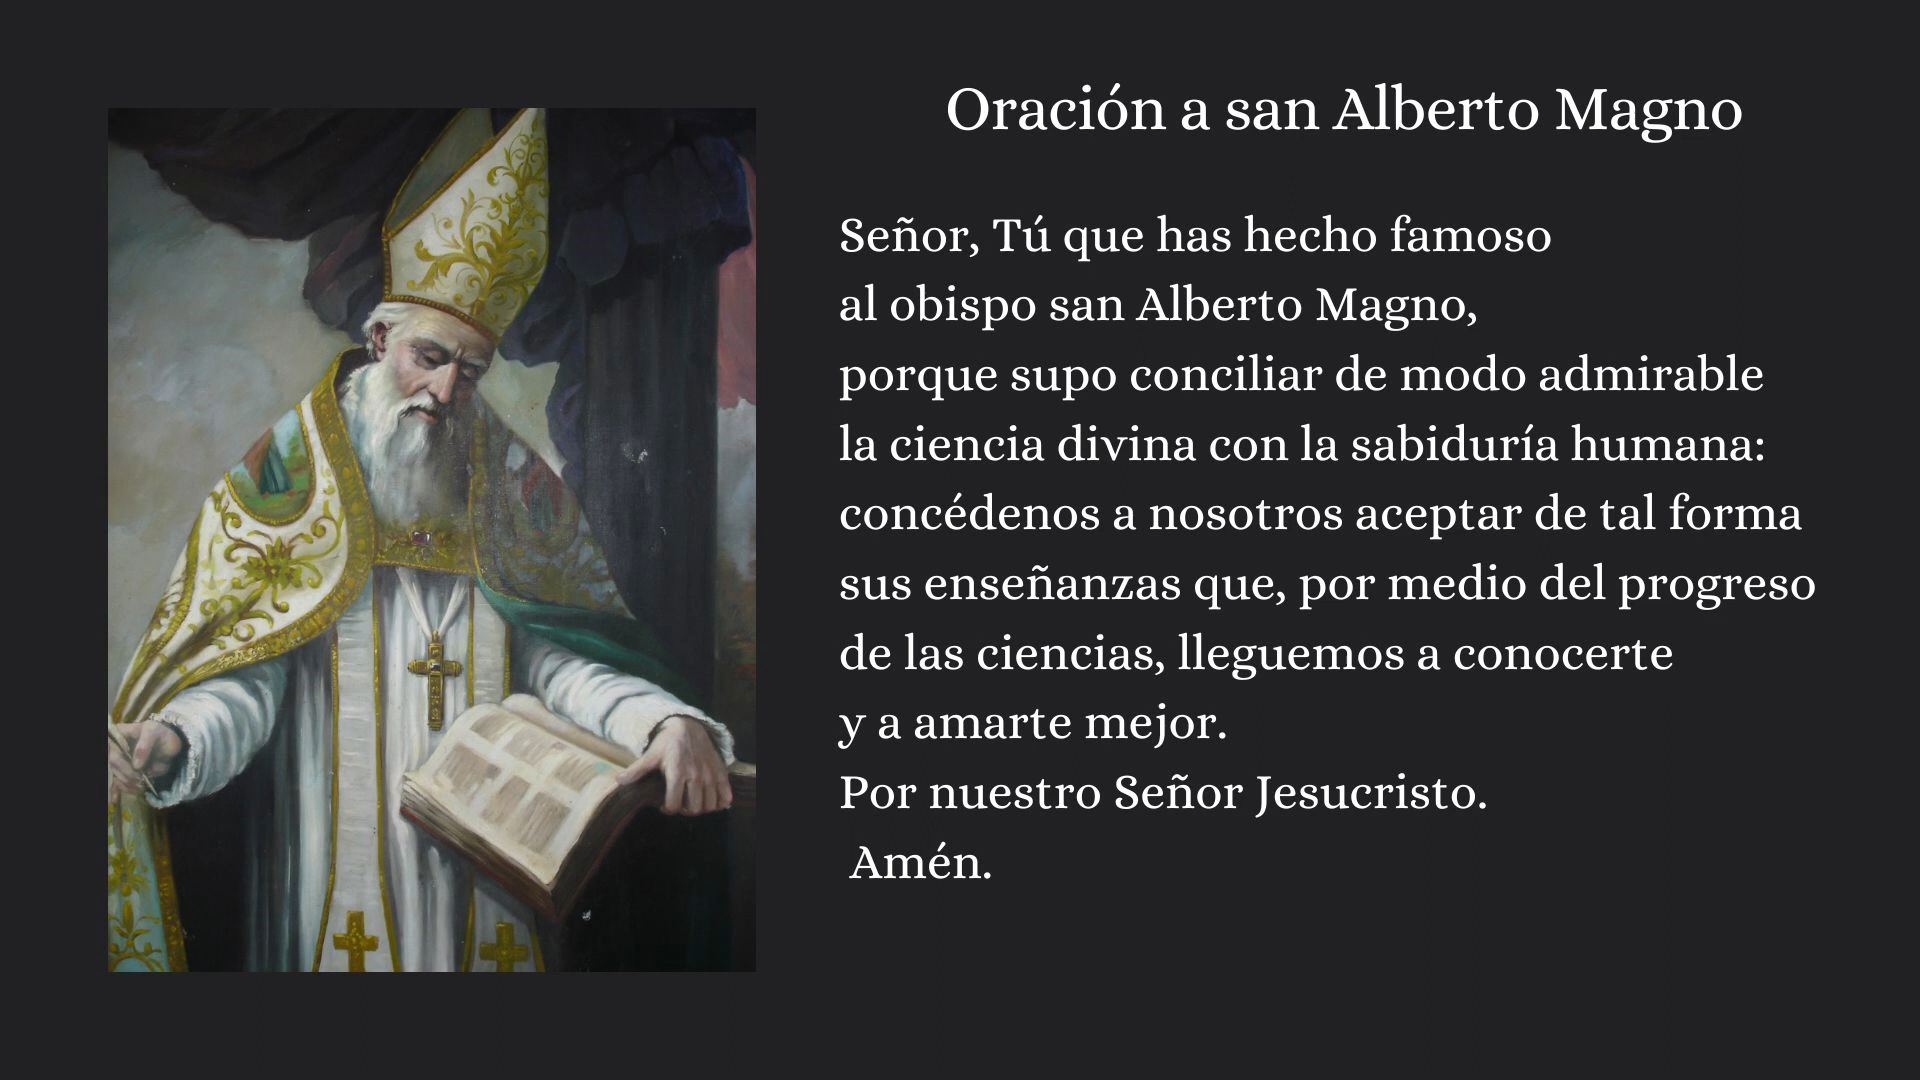 Oración a san Alberto Magno
Señor, Tú que has hecho famoso
al obispo san Alberto Magno,
porque supo conciliar de modo admirable
la ciencia divina con la sabiduría humana:
concédenos a nosotros aceptar de tal forma
sus enseñanzas que, por medio del progreso
de las ciencias, lleguemos a conocerte
y a amarte mejor.
Por nuestro Señor Jesucristo.
Amén.